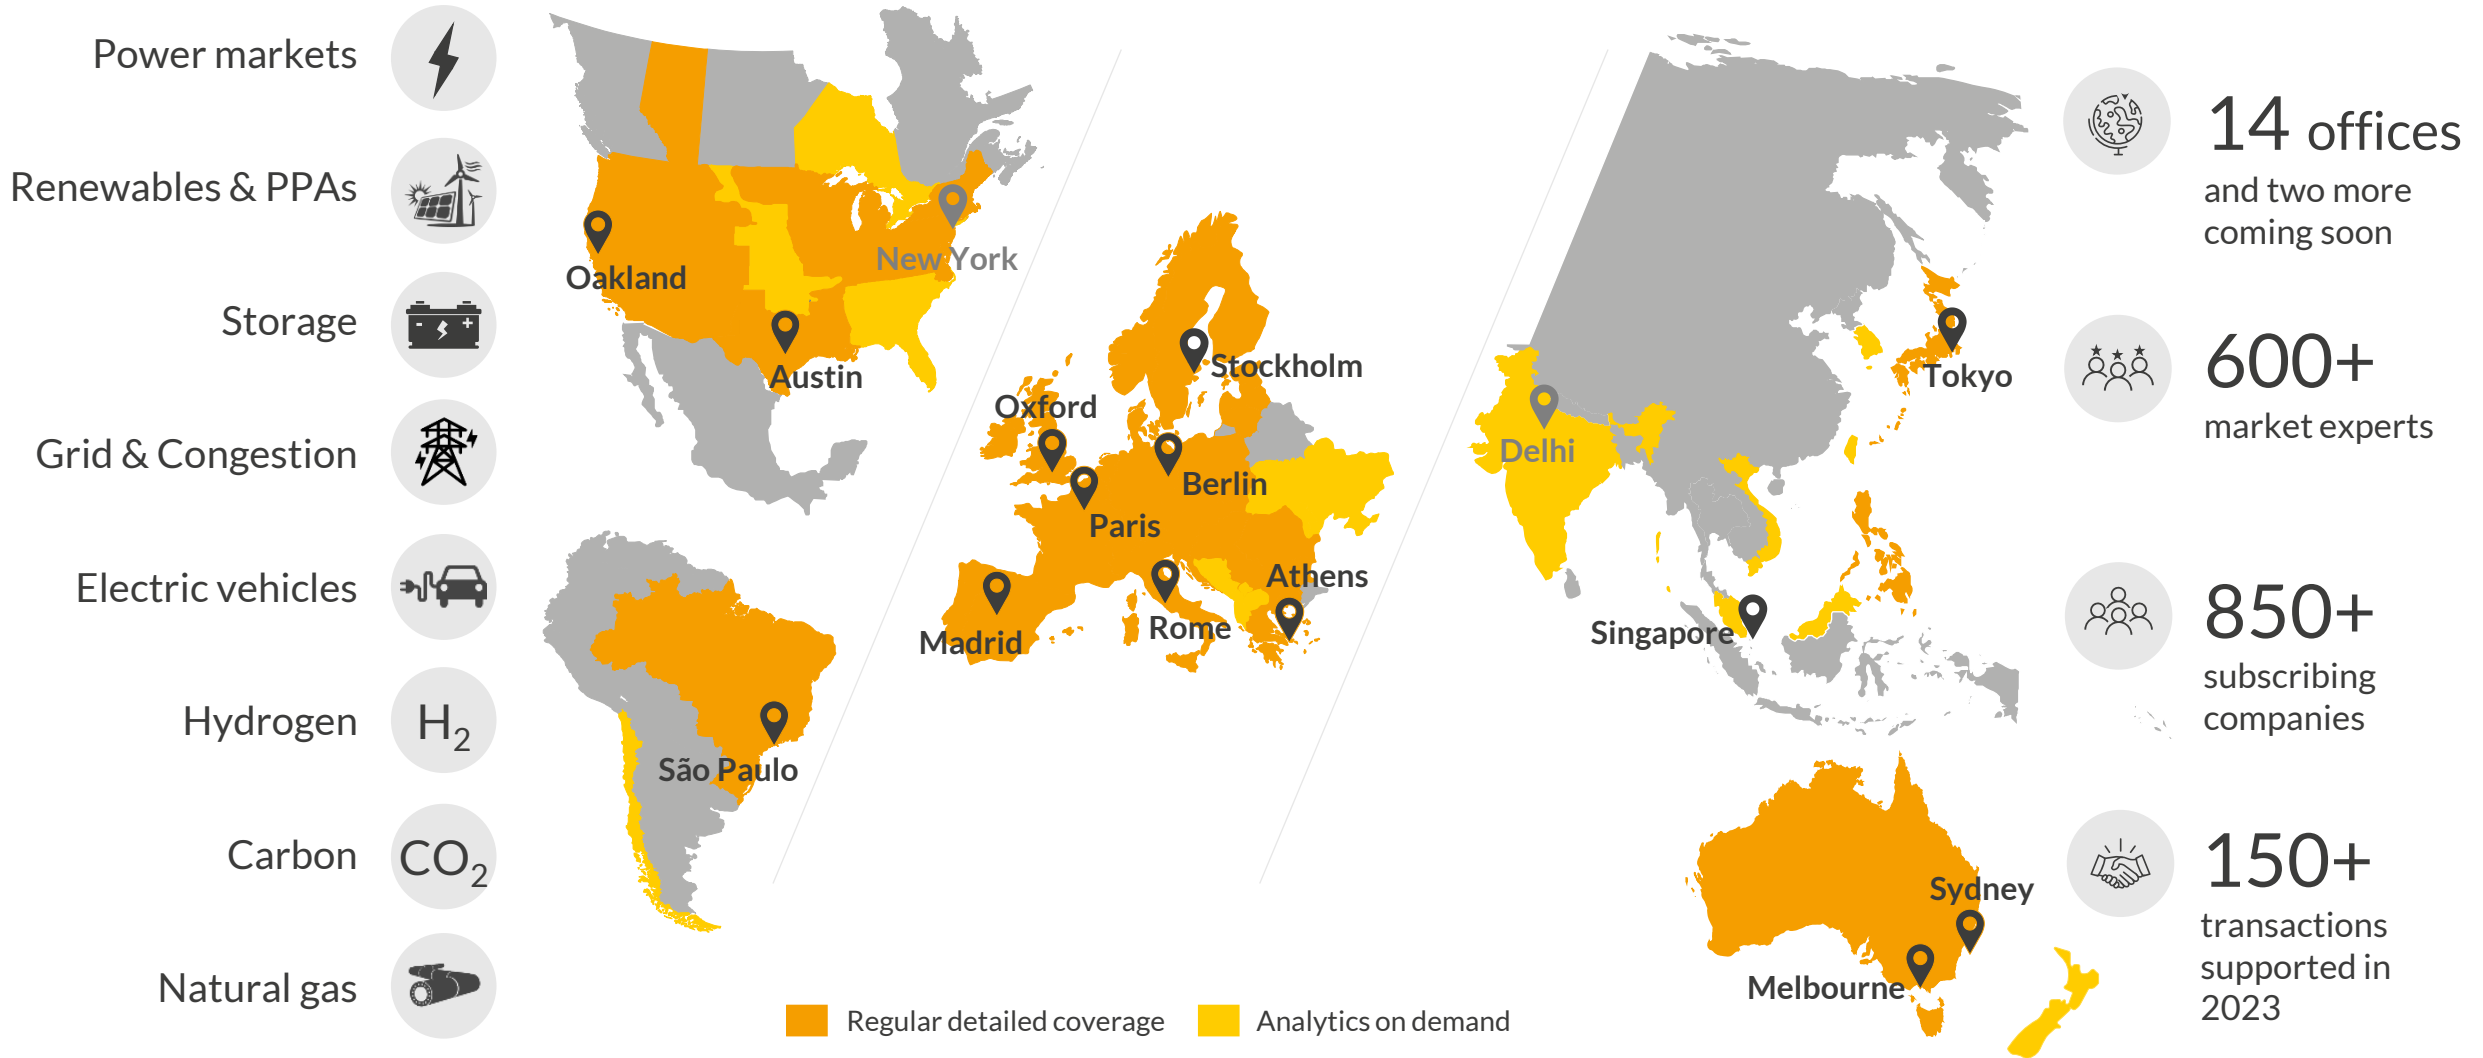 Power markets
Renewables & PPAs
Storage
- +
Grid & Congestion
Electric vehicles
Hydrogen
H2
Carbon
CO2
Natural gas
Oakland
New York
Austin
São Paulo
Stockholm
Oxford
Berlin
Paris
Athens
Rome
Madrid
Tokyo
Delhi
Singapore
Sydney
Melbourne
Regular detailed coverage
Analytics on demand
14 offices
and two more
coming soon
600+
market experts
850+
subscribing
companies
150+
transactions
supported in
2023